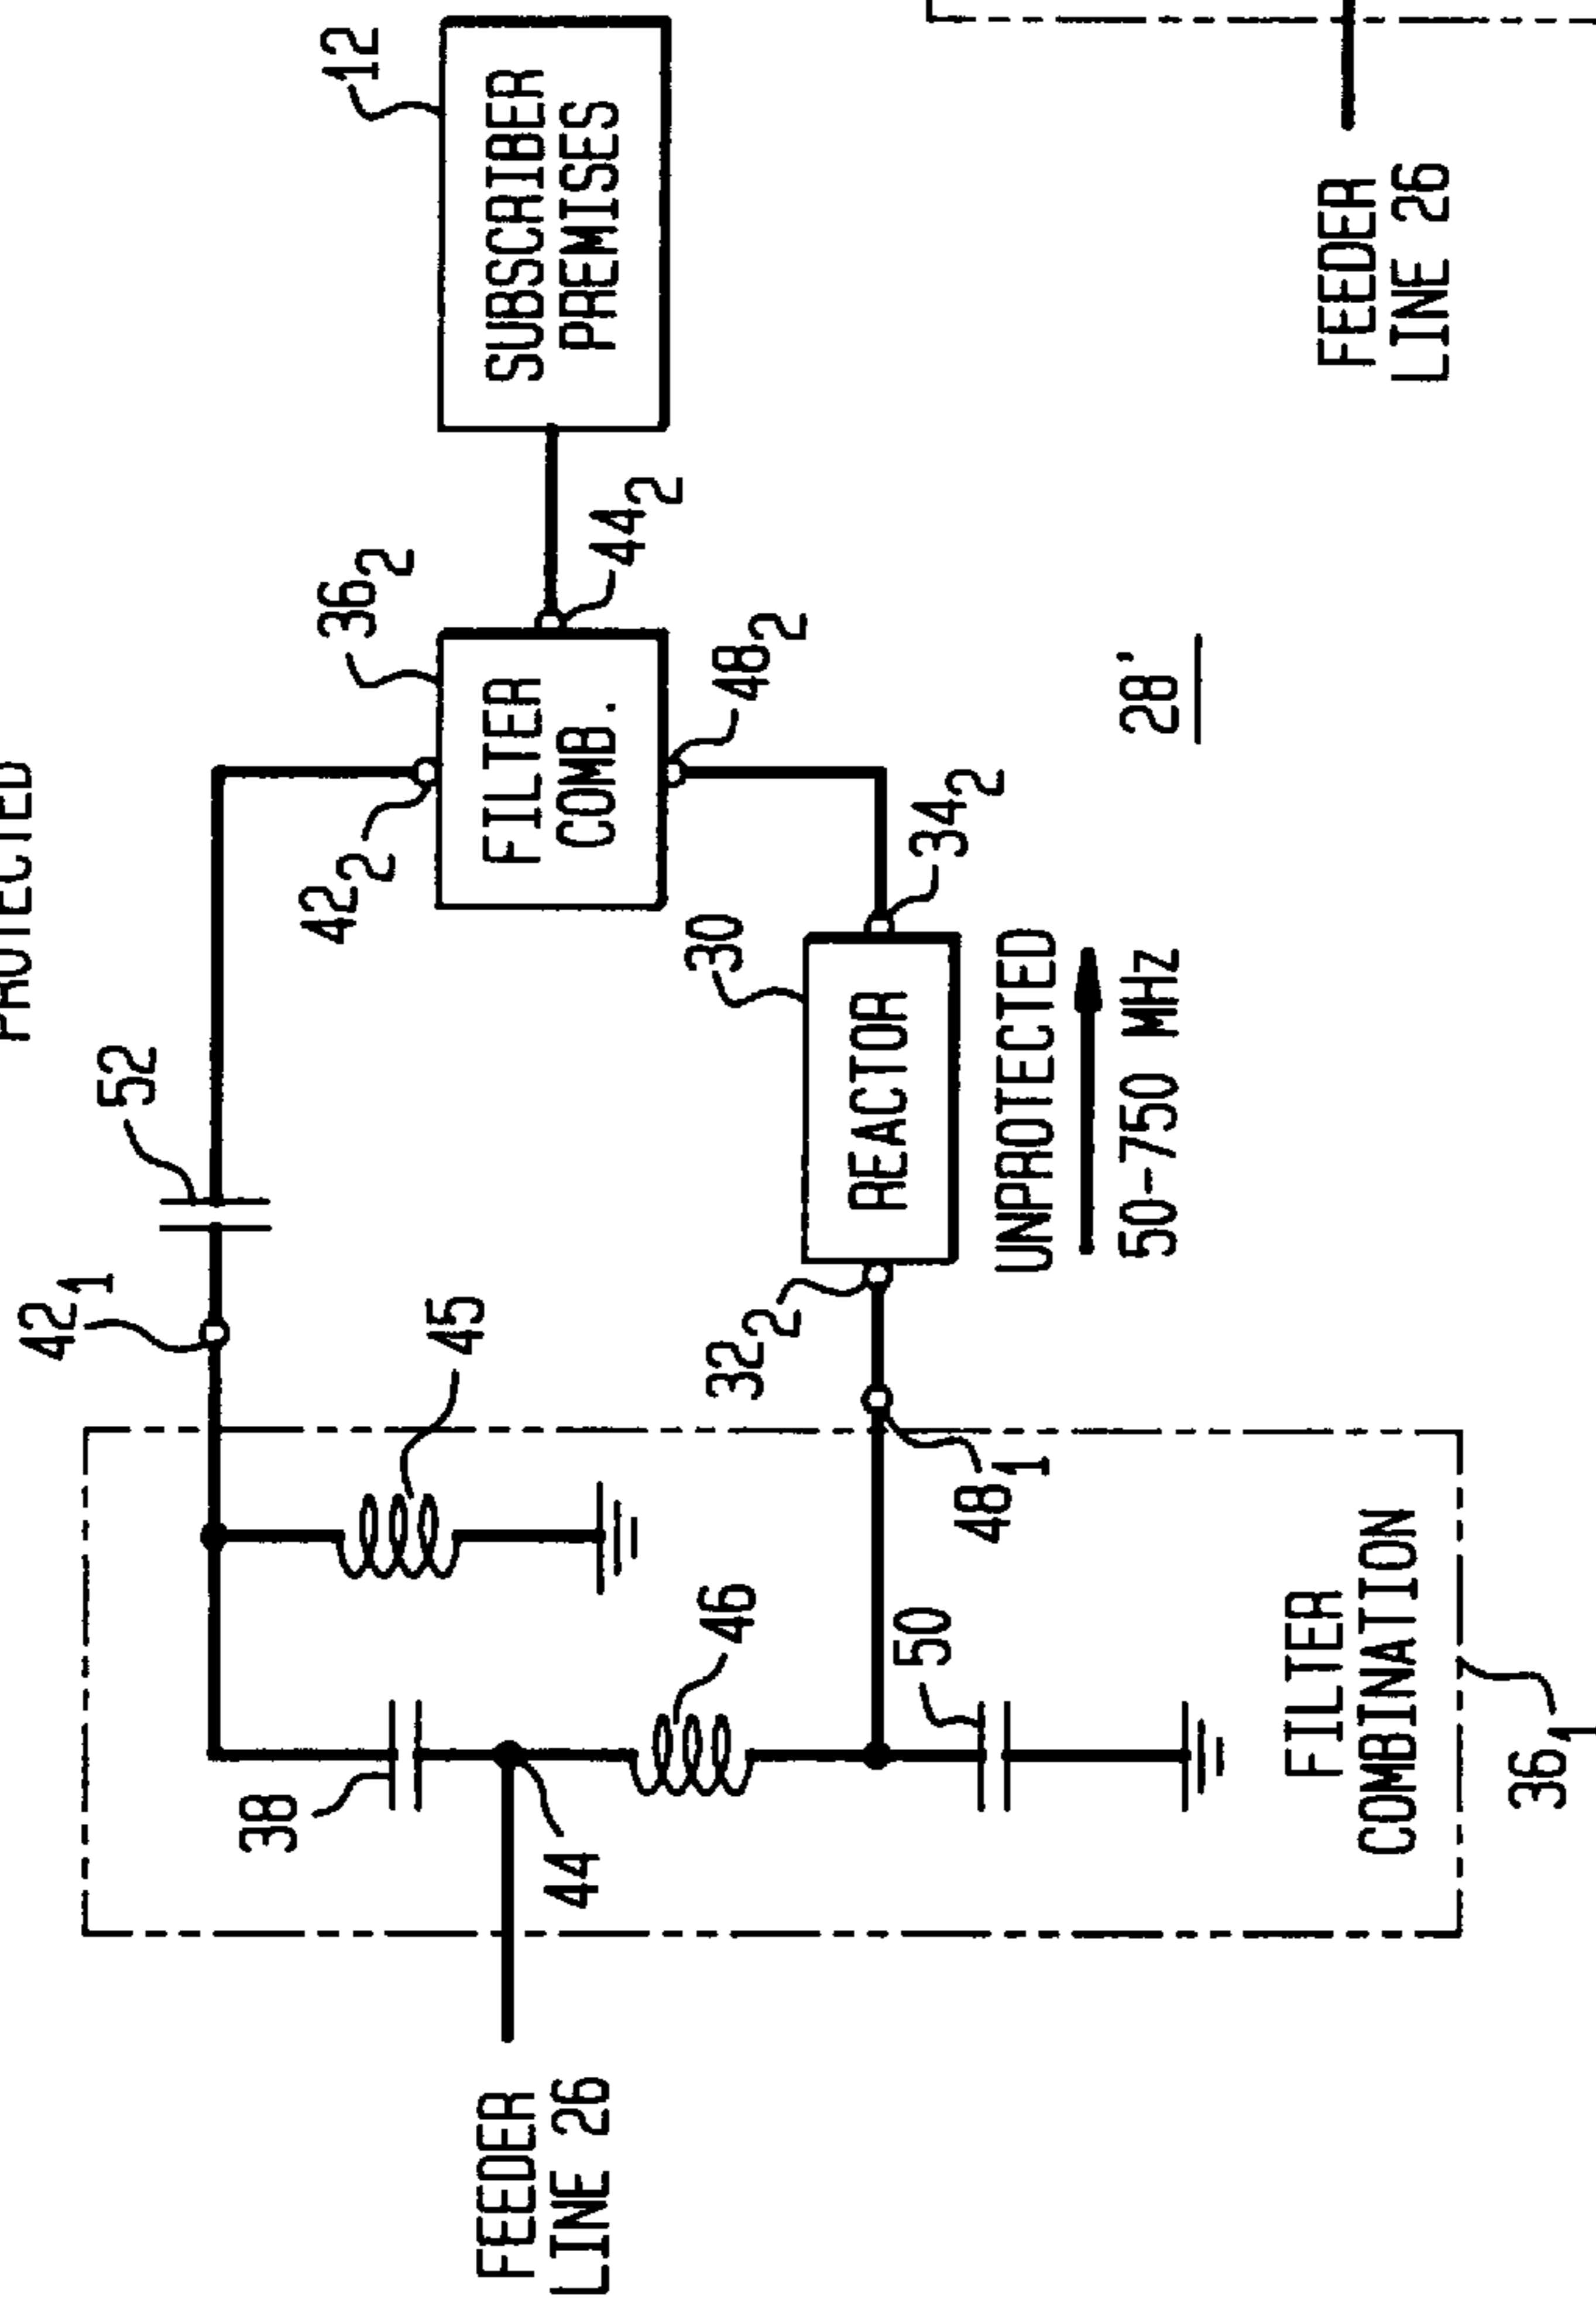 PROTECTED
42₁
52
42₂
36₂
12
38
45
FILTER
COMB.
SUBSCRIBER
PREMISES
44₂
FEEDER
LINE 26
44
46
32₂
30
48₂
REACTOR
34₂
50
48₁
UNPROTECTED
50-750 MHz
28'
FILTER
COMBINATION
36₁
FEEDER
LINE 26